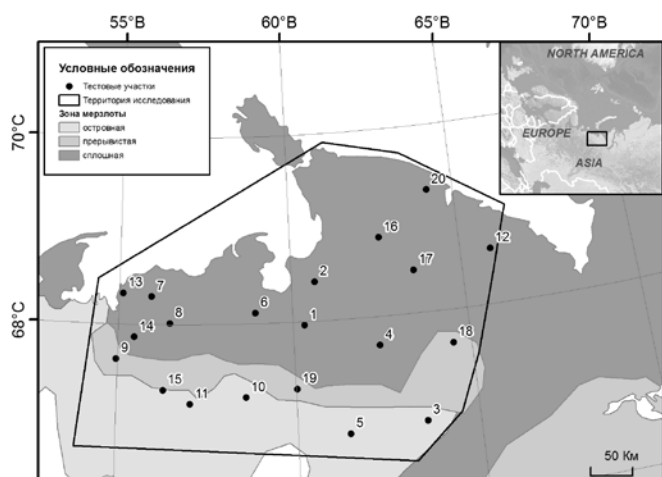 55°В
60°В
65°В
70°В
70°С
68°С
Условные обозначения
Тестовые участки
Территория исследования
Зона мерзлоты
островная
прерывистая
сплошная
NORTH AMERICA
EUROPE
ASIA
20
16
12
17
2
13
7
6
8
1
14
4
18
9
15
11
10
19
3
5
50 Км